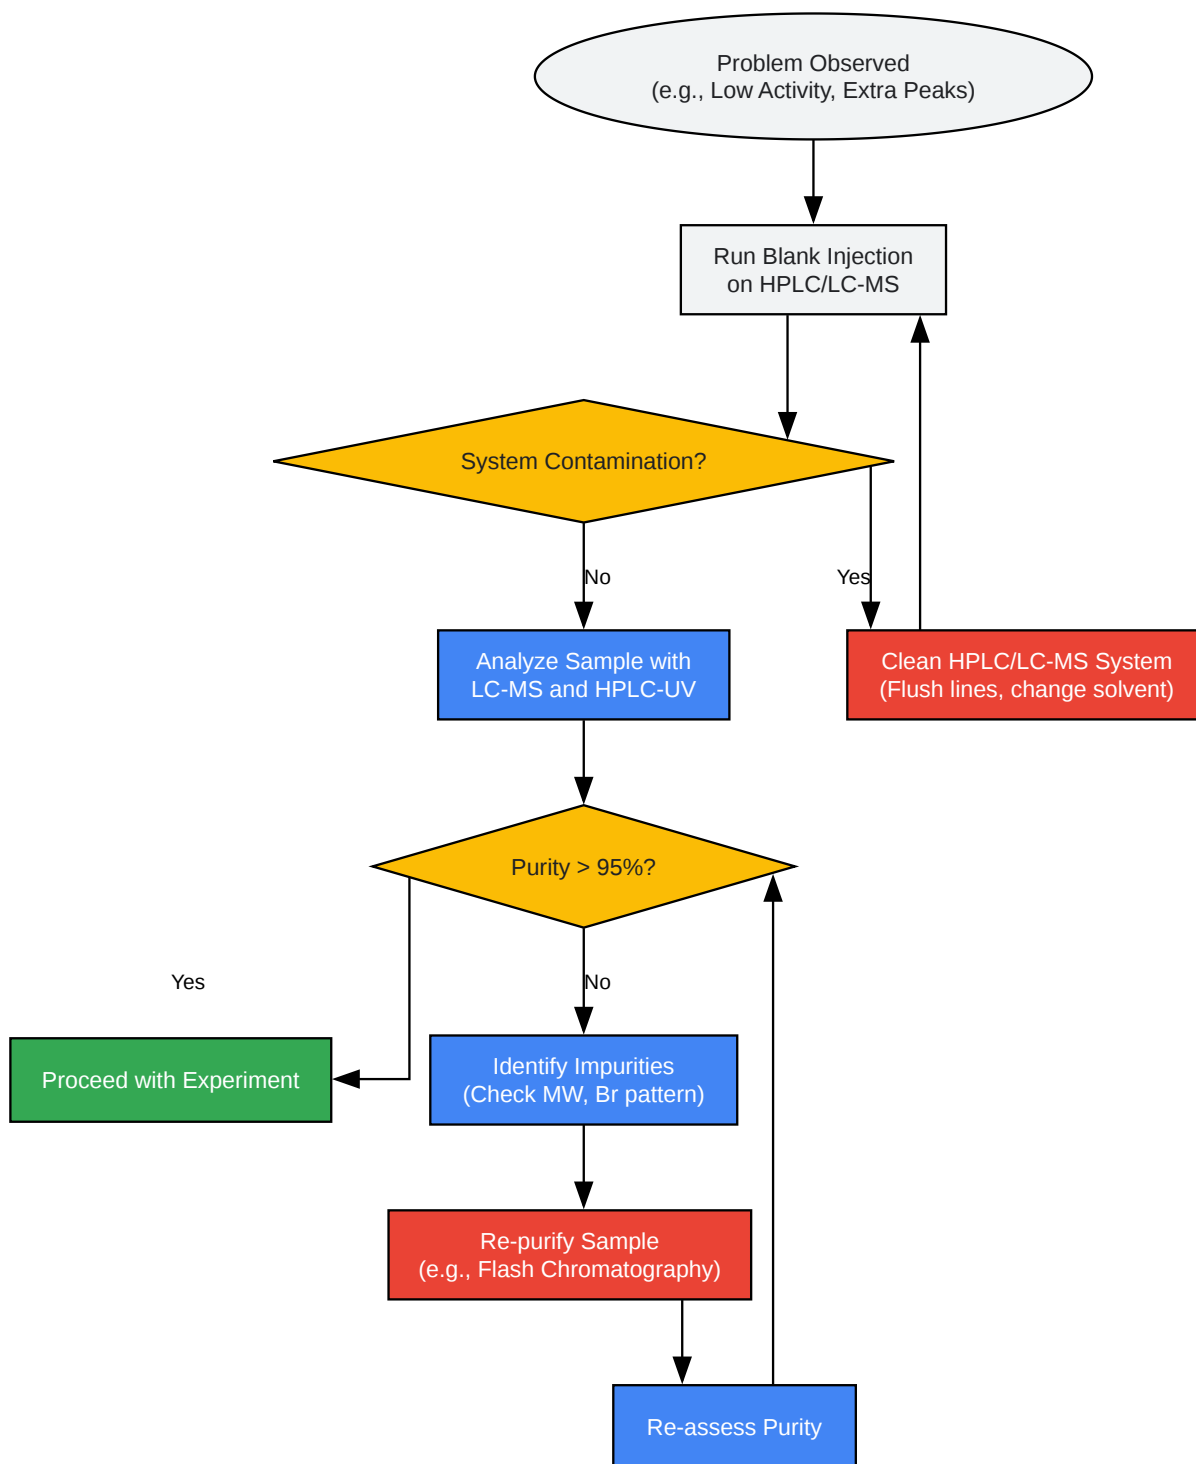 Problem Observed
(e.g., Low Activity, Extra Peaks)
Run Blank Injection
on HPLC/LC-MS
System Contamination?
No
Yes
Analyze Sample with
LC-MS and HPLC-UV
Clean HPLC/LC-MS System
(Flush lines, change solvent)
Purity > 95%?
Yes
No
Proceed with Experiment
Identify Impurities
(Check MW, Br pattern)
Re-purify Sample
(e.g., Flash Chromatography)
Re-assess Purity